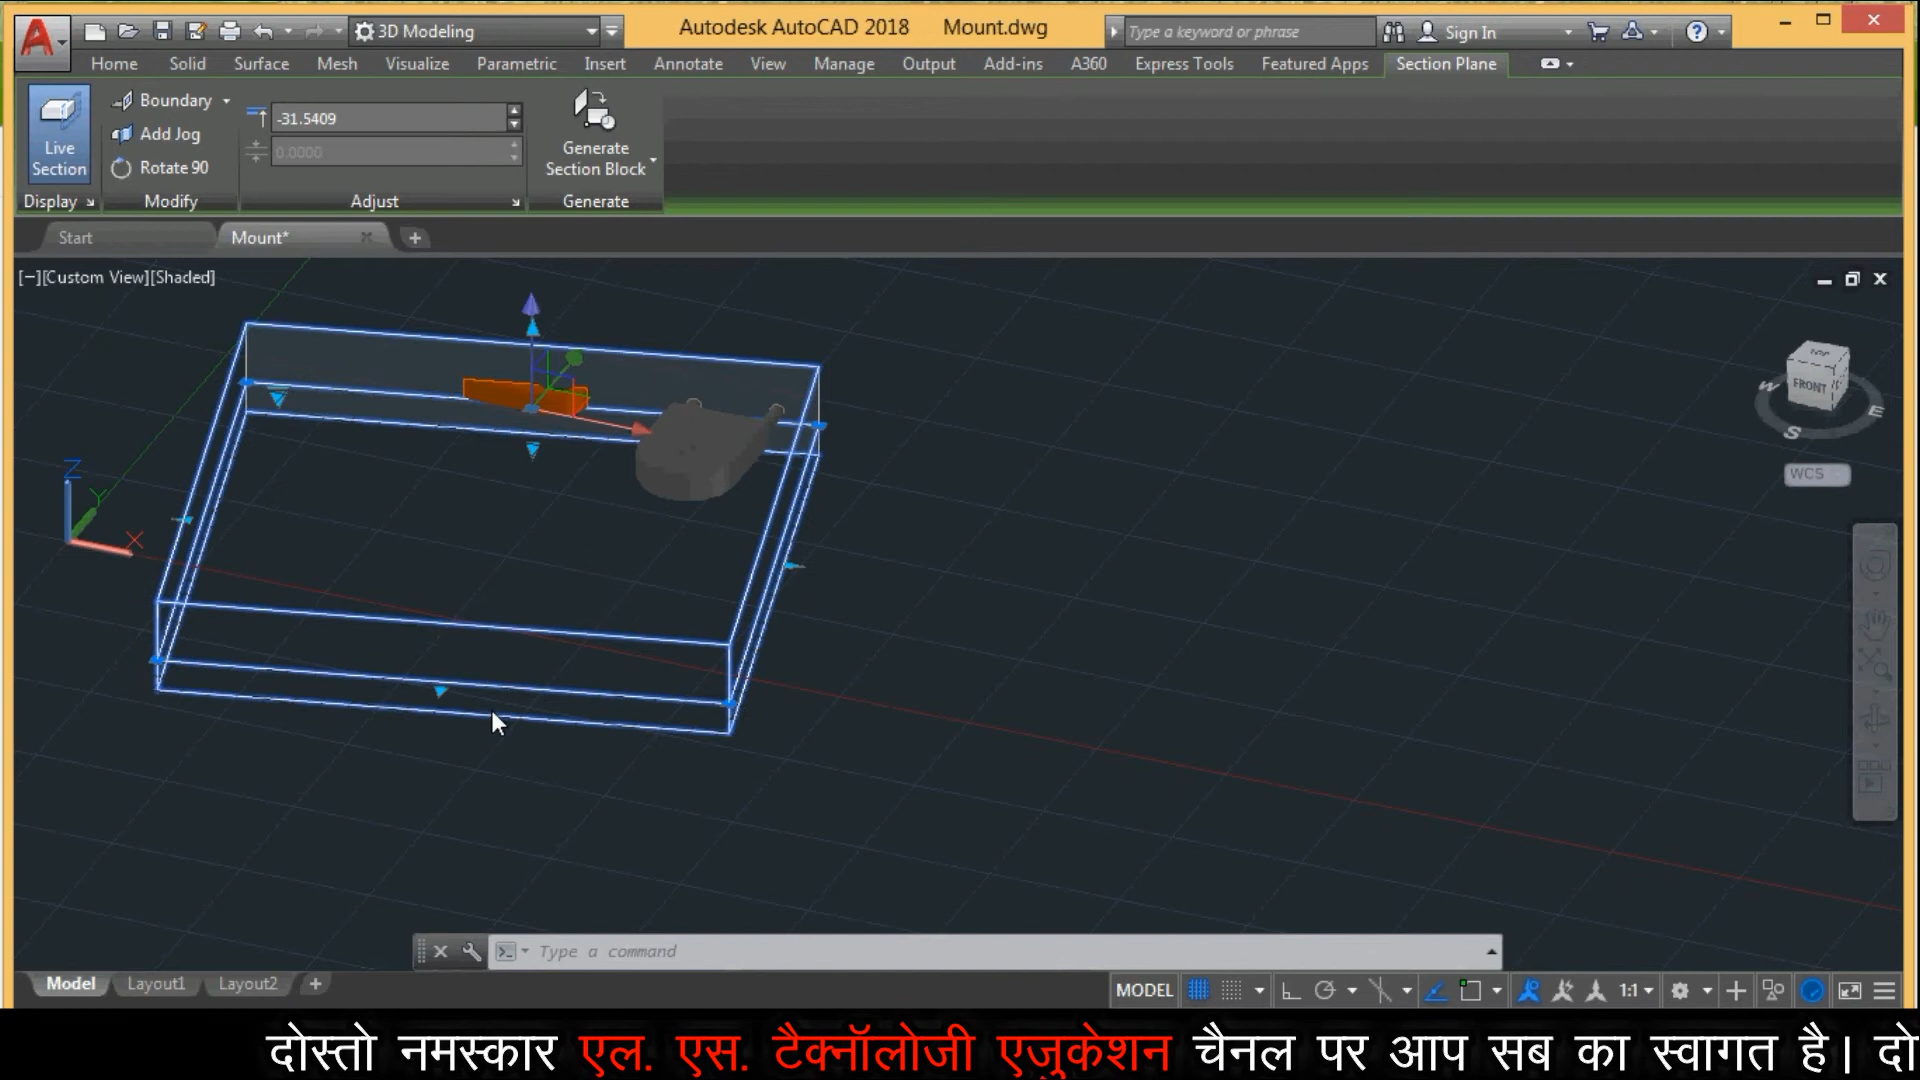 3D Modeling
Autodesk AutoCAD 2018 Mount.dwg
Type a keyword or phrase
Sign In
Home Solid Surface Mesh Visualize Parametric Insert Annotate View Manage Output Add-ins A360 Express Tools Featured Apps Section Plane
Live Section
Boundary
Add Jog
Rotate 90
-31.5409
0.0000
Generate Section Block
Display Modify Adjust Generate
Start Mount*
[−][Custom View][Shaded]
TOP
FRONT
W
E
S
WCS
Z
Y
X
Type a command
Model Layout1 Layout2
MODEL 1:1
दोस्तो नमस्कार एल. एस. टैक्नॉलोजी एजुकेशन चैनल पर आप सब का स्वागत है। दो